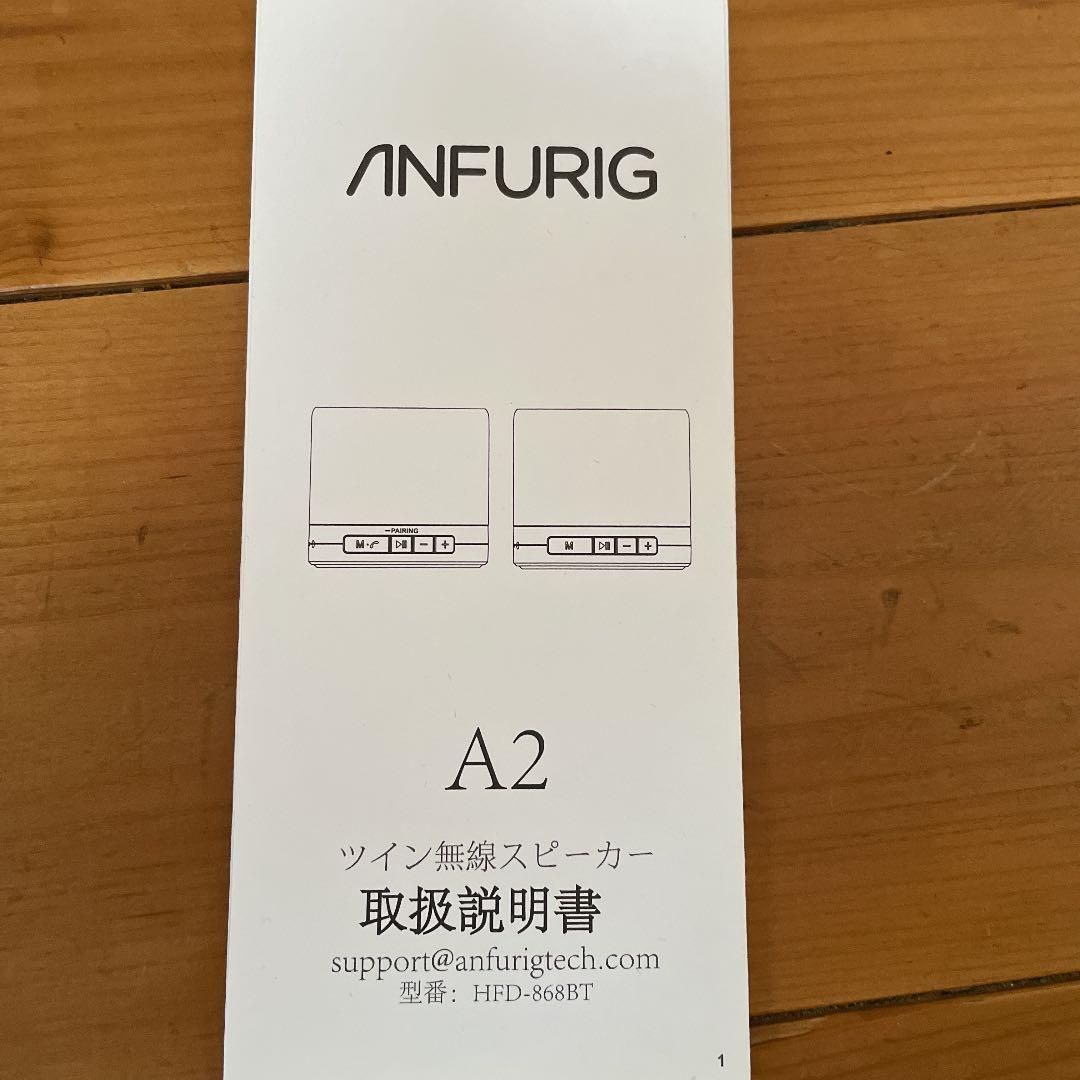 ANFURIG
PAIRING
M
M
A2
ツイン無線スピーカー
取扱説明書
support@anfurigtech.com
型番: HFD-868BT
1